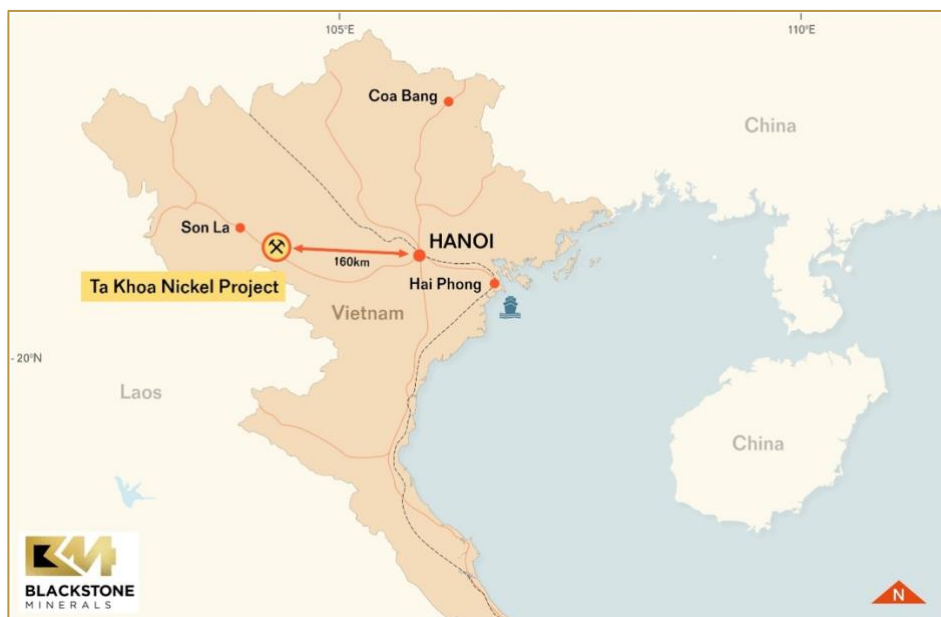 105°E
110°E
Coa Bang
China
Son La
HANOI
160km
Ta Khoa Nickel Project
Hai Phong
Vietnam
- 20°N
Laos
China
BLACKSTONE
MINERALS
N